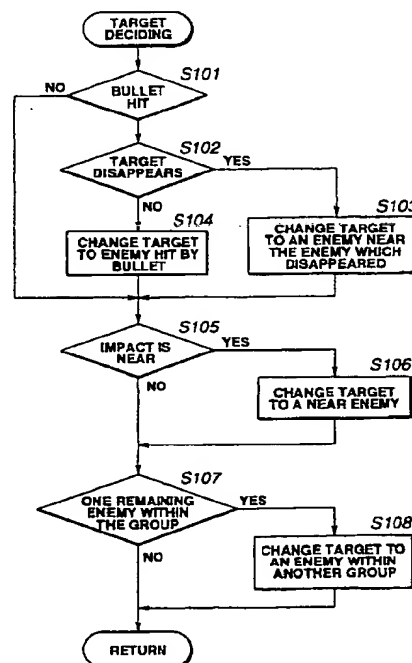 TARGET
DECIDING
S101
NO
BULLET
HIT
S102
TARGET
DISAPPEARS
YES
NO
S104
CHANGE TARGET
TO ENEMY HIT BY
BULLET
S103
CHANGE TARGET
TO AN ENEMY NEAR
THE ENEMY WHICH
DISAPPEARED
S105
IMPACT IS
NEAR
YES
NO
S106
CHANGE TARGET
TO A NEAR ENEMY
S107
ONE REMAINING
ENEMY WITHIN
THE GROUP
YES
NO
S108
CHANGE TARGET TO
AN ENEMY WITHIN
ANOTHER GROUP
RETURN